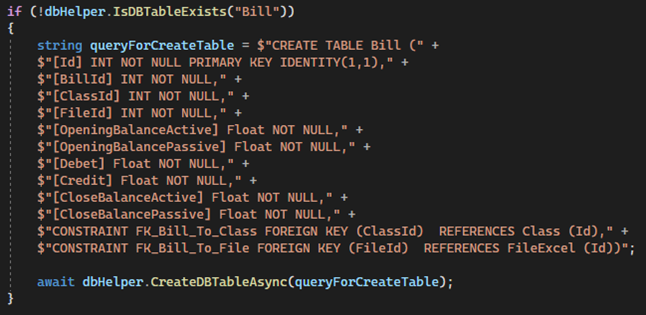 if (!dbHelper.IsDBTableExists("Bill"))
{
string queryForCreateTable = $"CREATE TABLE Bill (" +
$"[Id] INT NOT NULL PRIMARY KEY IDENTITY(1,1)," +
$"[BillId] INT NOT NULL," +
$"[ClassId] INT NOT NULL," +
$"[FileId] INT NOT NULL," +
$"[OpeningBalanceActive] Float NOT NULL," +
$"[OpeningBalancePassive] Float NOT NULL," +
$"[Debet] Float NOT NULL," +
$"[Credit] Float NOT NULL," +
$"[CloseBalanceActive] Float NOT NULL," +
$"[CloseBalancePassive] Float NOT NULL," +
$"CONSTRAINT FK_Bill_To_Class FOREIGN KEY (ClassId)  REFERENCES Class (Id)," +
$"CONSTRAINT FK_Bill_To_File FOREIGN KEY (FileId)  REFERENCES FileExcel (Id))";
await dbHelper.CreateDBTableAsync(queryForCreateTable);
}